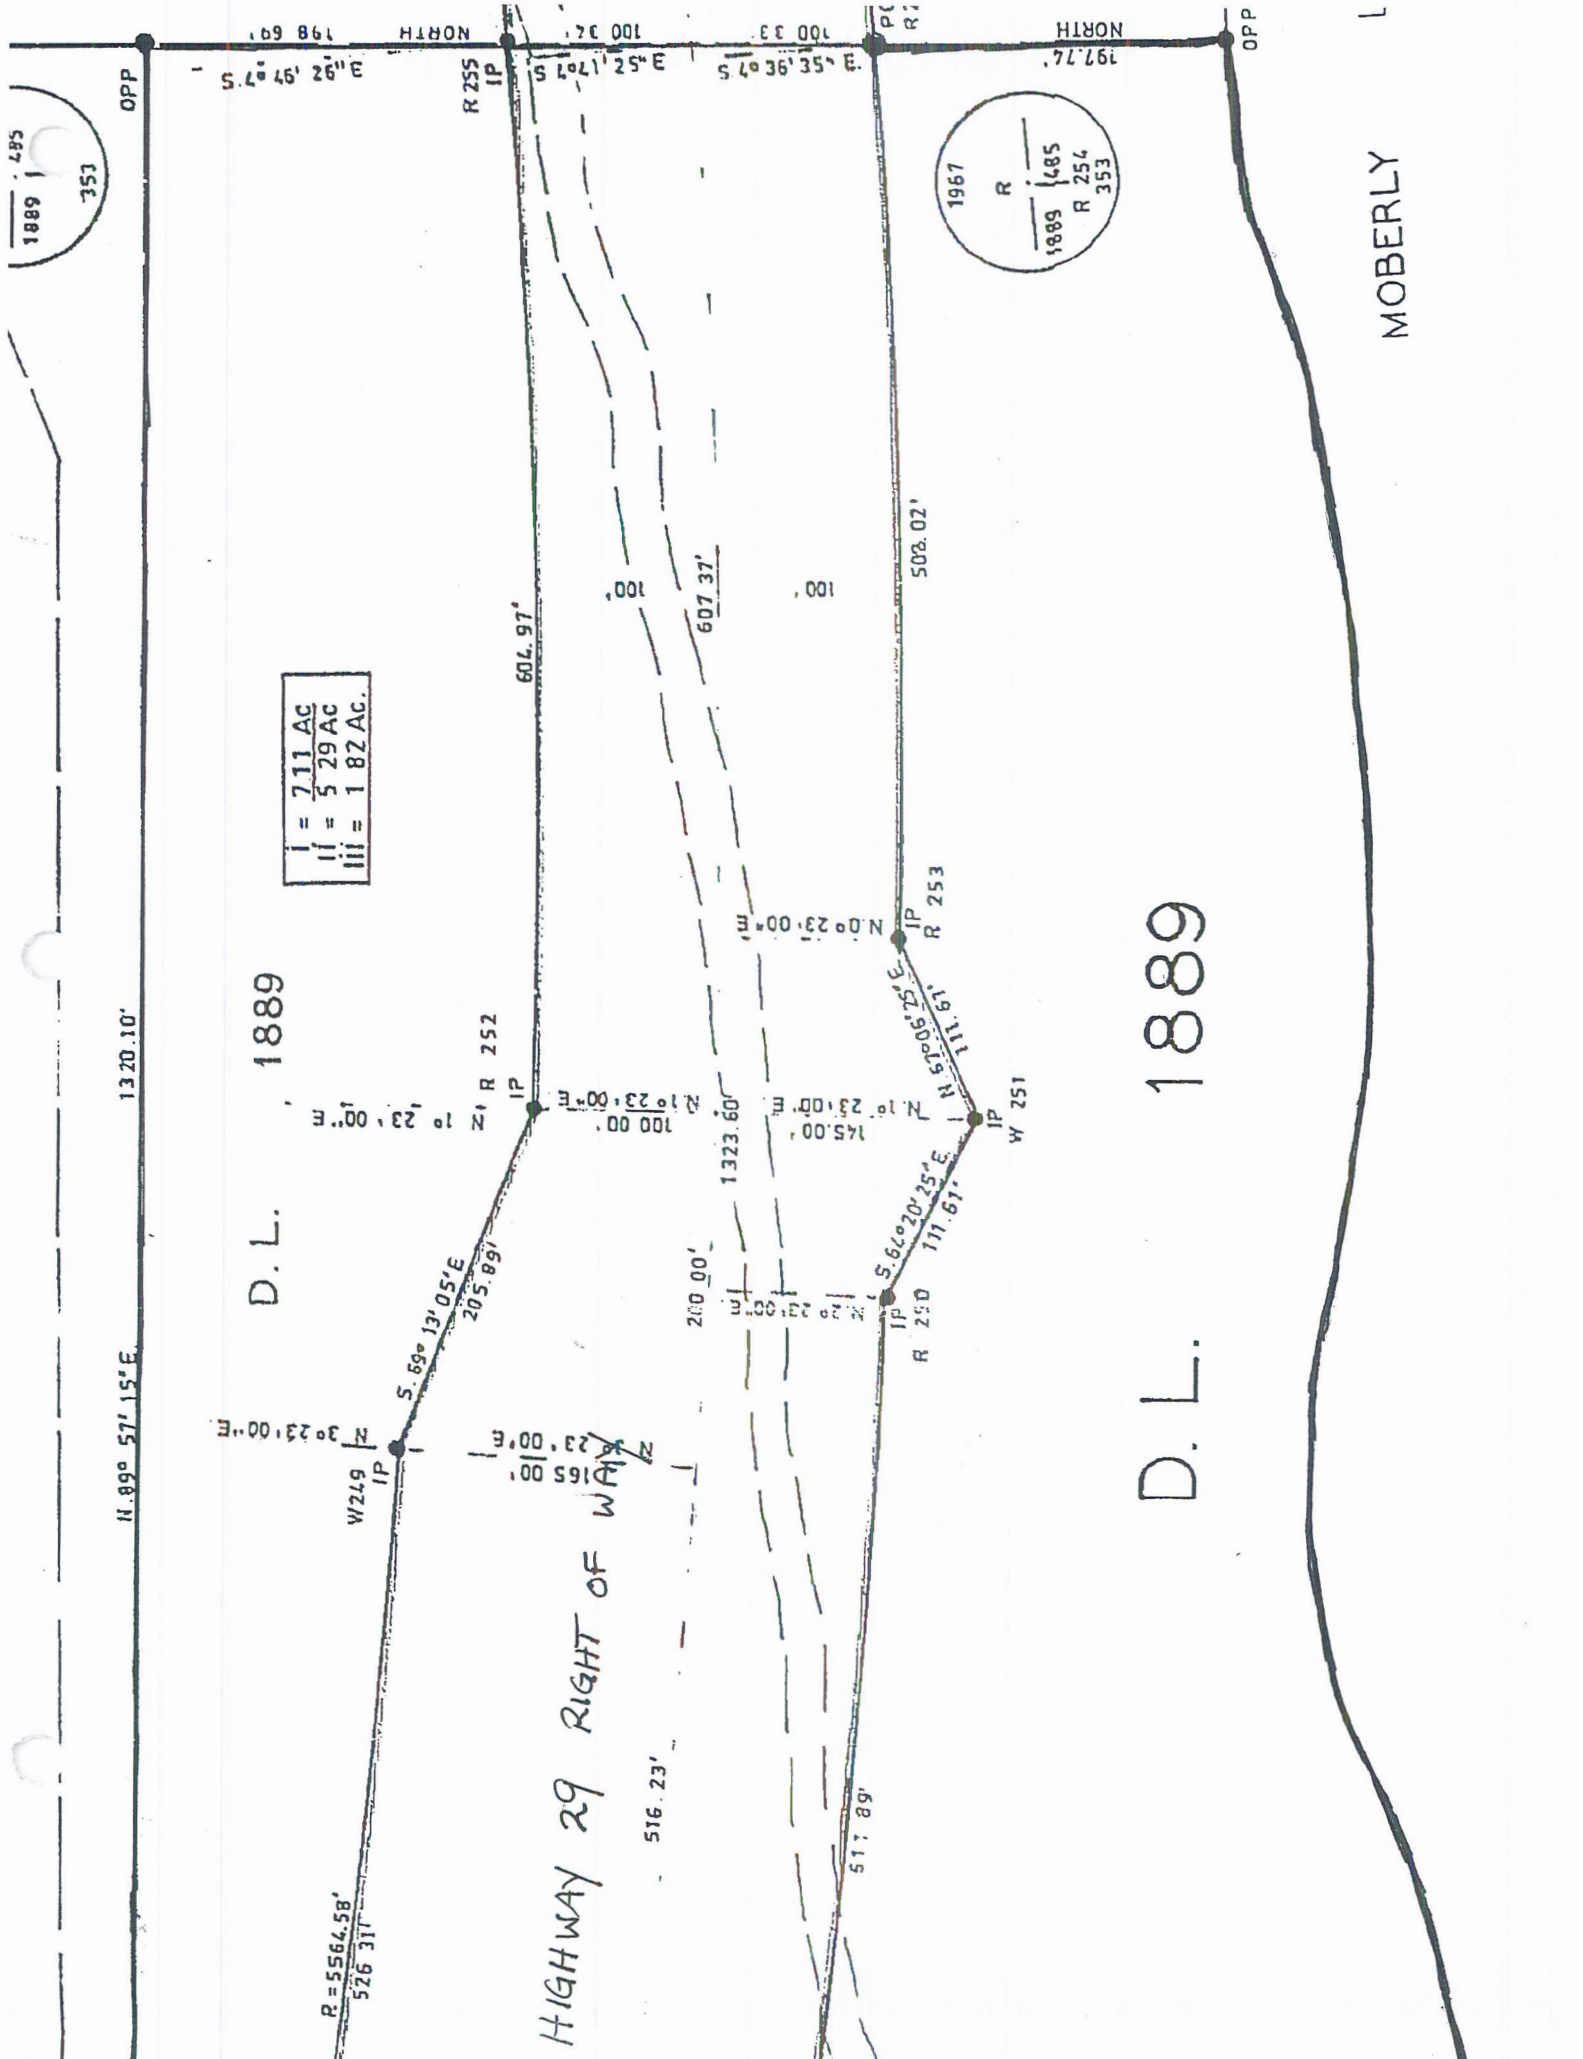 1889 485
353
OPP
198 69'
NORTH
S.4° 46' 26" E
R 255
IP
100 34'
S 4° 17' 25" E
100 33'
S.4° 36' 35" E
NORTH
197.74'
OPP
1967
R
1889 485
R 254
353
MOBERLY
L
i = 7.11 Ac
ii = 5 29 Ac
iii = 1 82 Ac.
604.97'
100'
607 37'
100'
503.02'
1320.10'
N.89° 57' 15" E
D. L. 1889
R 252
IP
N 1° 23' 00" E
N.1° 23' 00" E
100 00'
1323.60'
N.1° 23' 00" E
145.00'
N.0° 23' 00" E
IP
R 253
N 67° 06' 25" E
111.61'
IP
W 251
S.64° 20' 25" E
111.61'
IP
R 250
N.2° 23' 00" E
200 00'
S. 69° 13' 05" E
205.89'
N 3° 23' 00" E
W249
IP
N 3°
23' 00" E
165 00'
HIGHWAY 29 RIGHT OF WAY
516.23'
511 89'
R = 5564.58'
526 31'
D. L. 1889